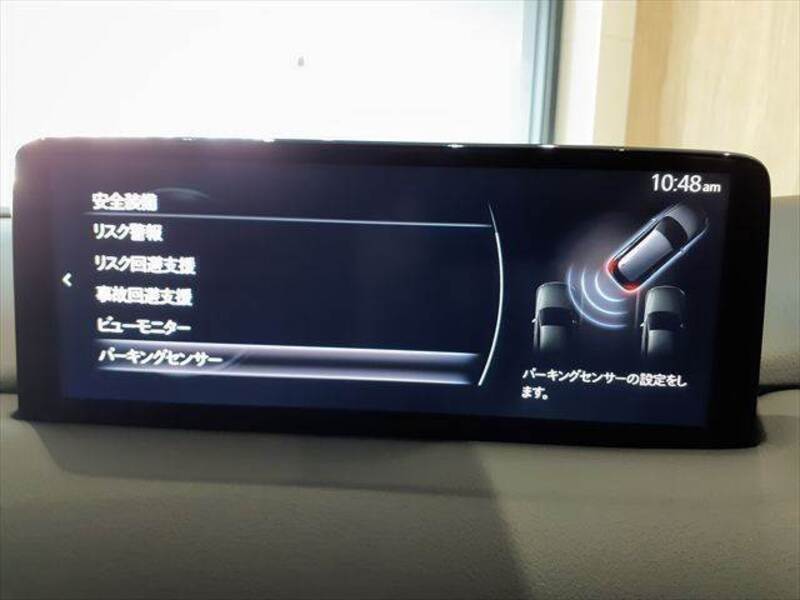 10:48am
安全装備
リスク警報
リスク回避支援
事故回避支援
ビューモニター
パーキングセンサー
パーキングセンサーの設定をし
ます。